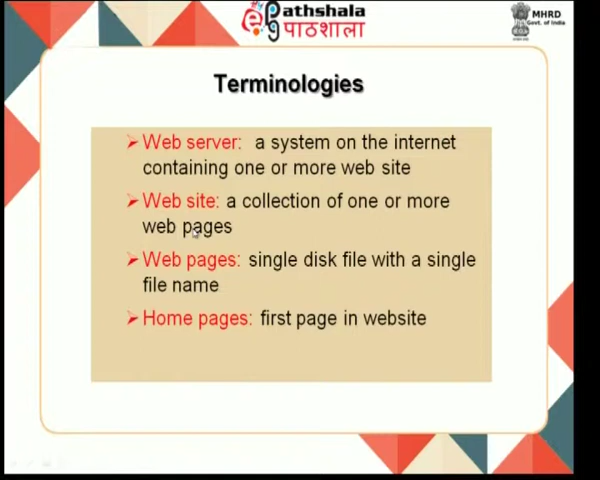 ePathshala
पाठशाला
MHRD
Govt. of India
Terminologies
Web server: a system on the internet
containing one or more web site
Web site: a collection of one or more
web pages
Web pages: single disk file with a single
file name
Home pages: first page in website